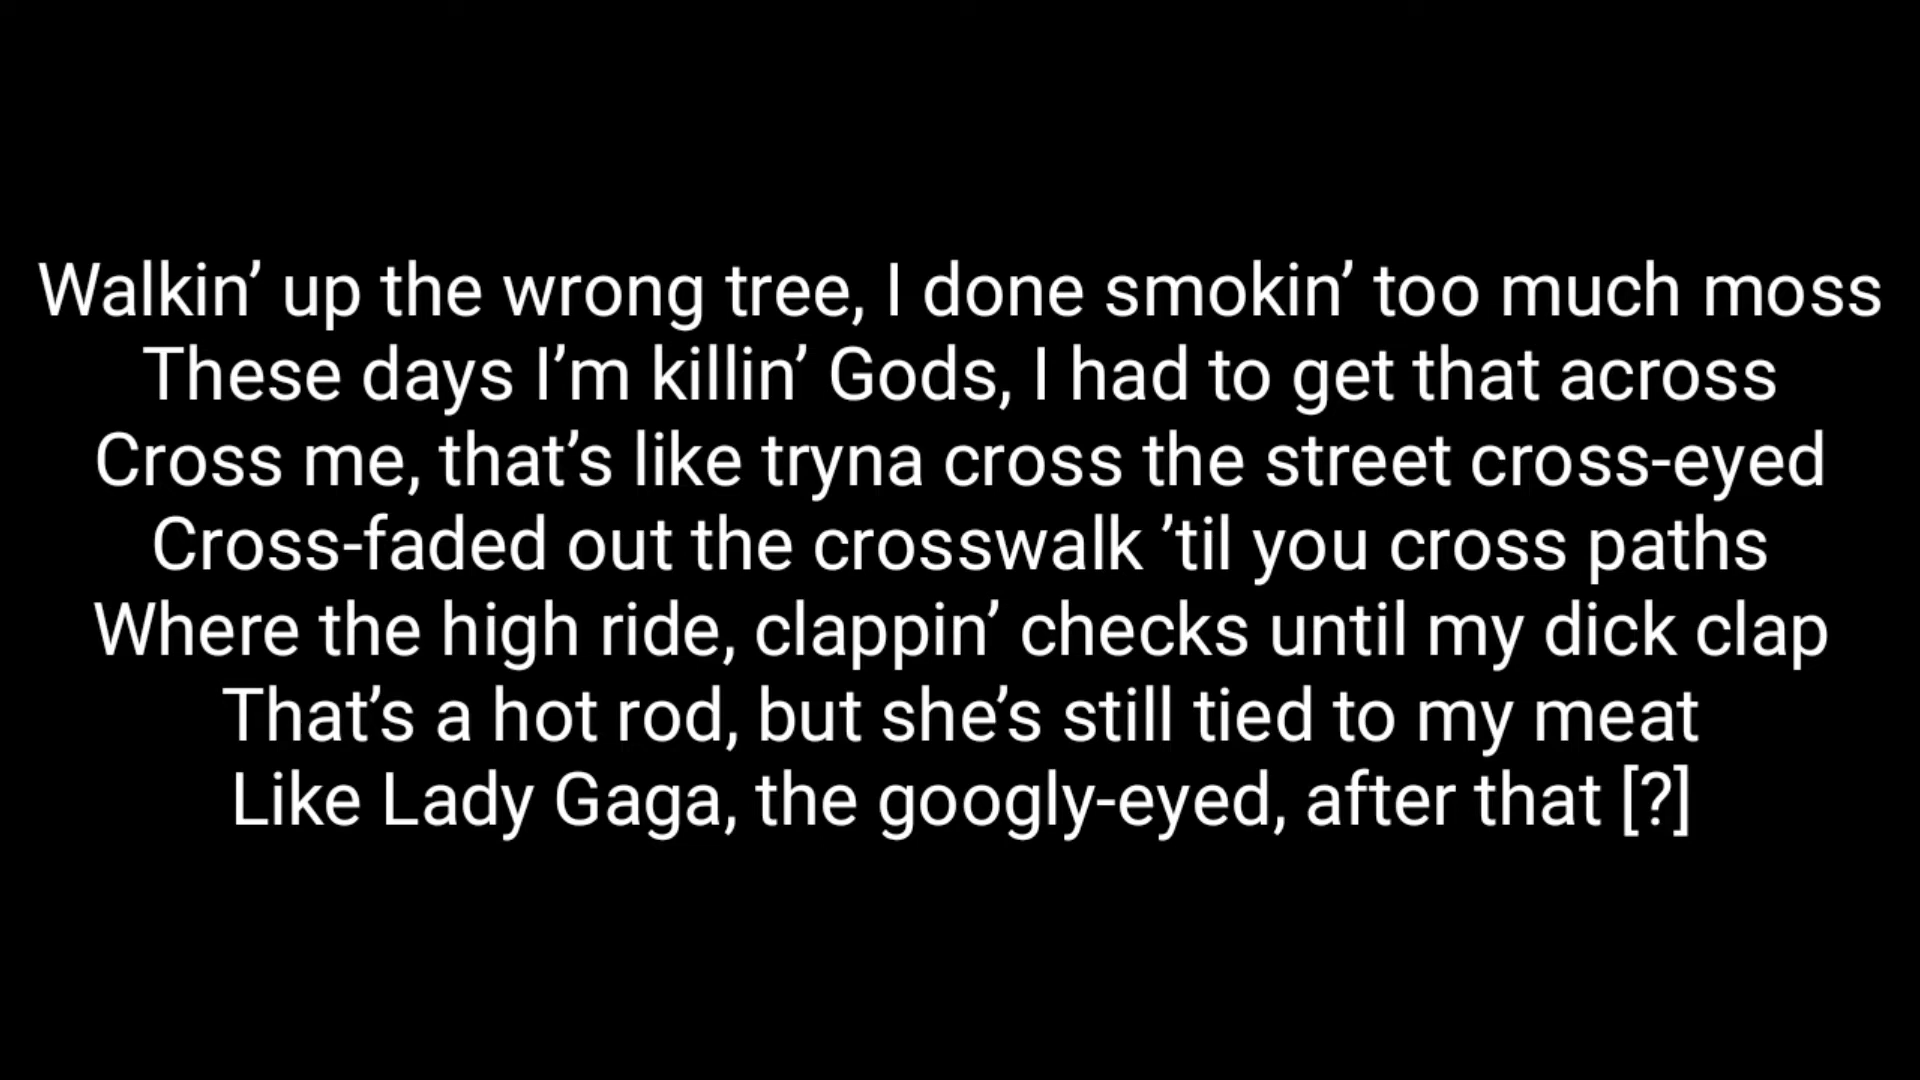 Walkin’ up the wrong tree, I done smokin’ too much moss
These days I’m killin’ Gods, I had to get that across
Cross me, that’s like tryna cross the street cross-eyed
Cross-faded out the crosswalk ’til you cross paths
Where the high ride, clappin’ checks until my dick clap
That’s a hot rod, but she’s still tied to my meat
Like Lady Gaga, the googly-eyed, after that [?]